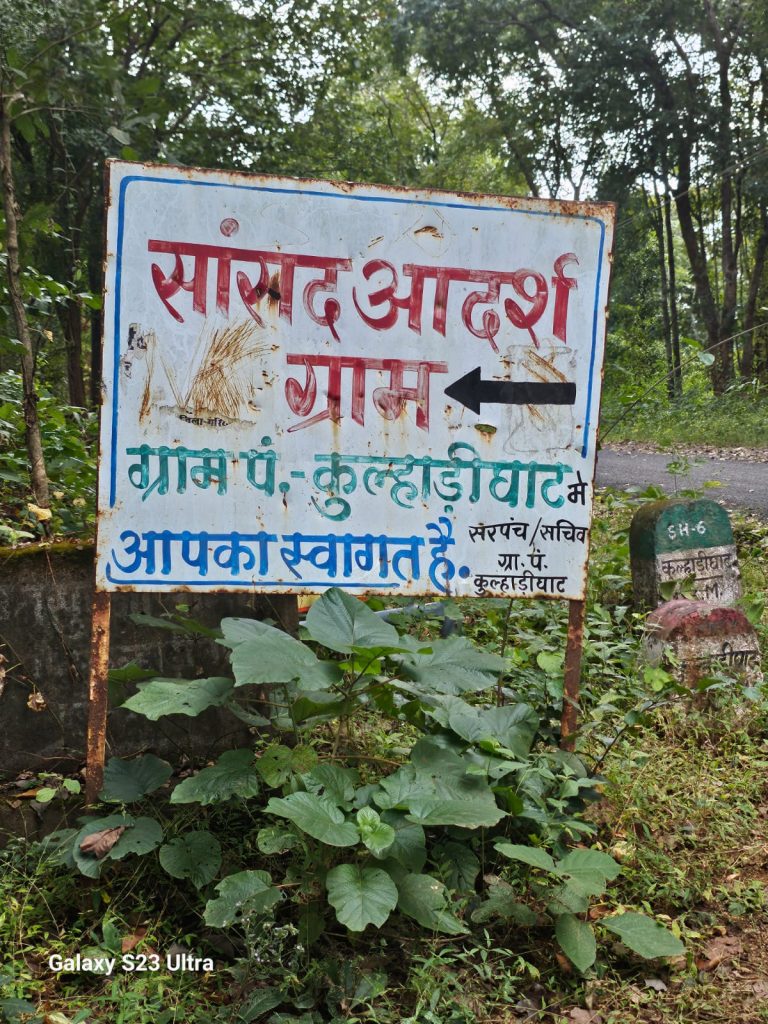 सांसद आदर्श
ग्राम
ग्राम पं.- कुल्हाड़ीघाट मे
आपका स्वागत है.
सरपंच/सचिव
ग्रा. पं.
कुल्हाड़ीघाट
SH-6
कुल्हाड़ीघाट
Galaxy S23 Ultra